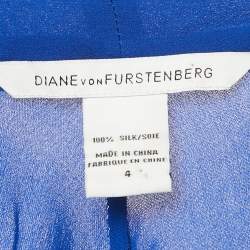 DIANE VON FURSTENBERG
100% SILK/SOIE
MADE IN CHINA
FABRIQUE EN CHINE
4